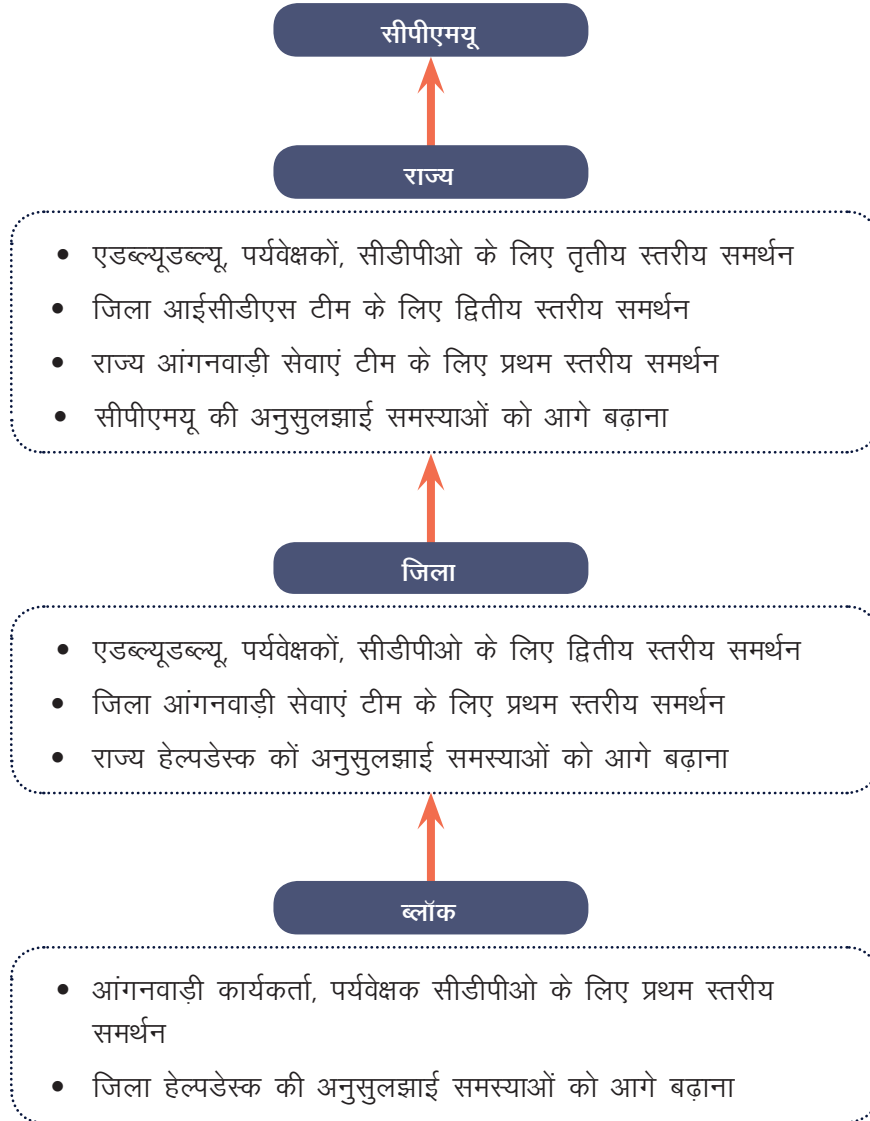 सीपीएमयू
राज्य
• एडब्ल्यूडब्ल्यू, पर्यवेक्षकों, सीडीपीओ के लिए तृतीय स्तरीय समर्थन
• जिला आईसीडीएस टीम के लिए द्वितीय स्तरीय समर्थन
• राज्य आंगनवाड़ी सेवाएं टीम के लिए प्रथम स्तरीय समर्थन
• सीपीएमयू की अनुसुलझाई समस्याओं को आगे बढ़ाना
जिला
• एडब्ल्यूडब्ल्यू, पर्यवेक्षकों, सीडीपीओ के लिए द्वितीय स्तरीय समर्थन
• जिला आंगनवाड़ी सेवाएं टीम के लिए प्रथम स्तरीय समर्थन
• राज्य हेल्पडेस्क कों अनुसुलझाई समस्याओं को आगे बढ़ाना
ब्लॉक
• आंगनवाड़ी कार्यकर्ता, पर्यवेक्षक सीडीपीओ के लिए प्रथम स्तरीय
समर्थन
• जिला हेल्पडेस्क की अनुसुलझाई समस्याओं को आगे बढ़ाना